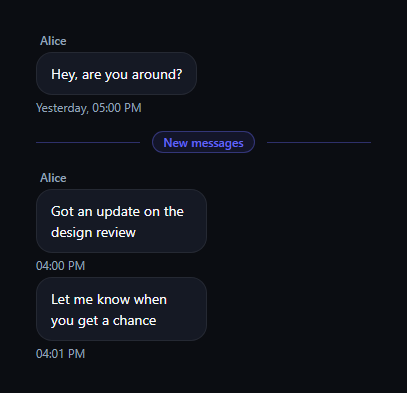 Alice
Hey, are you around?
Yesterday, 05:00 PM
New messages
Alice
Got an update on the
design review
04:00 PM
Let me know when
you get a chance
04:01 PM